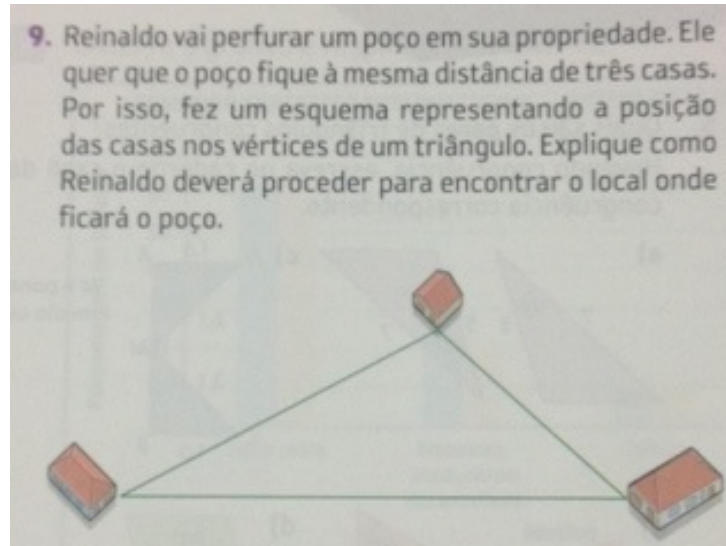 9. Reinaldo vai perfurar um poço em sua propriedade. Ele
quer que o poço fique à mesma distância de três casas.
Por isso, fez um esquema representando a posição
das casas nos vértices de um triângulo. Explique como
Reinaldo deverá proceder para encontrar o local onde
ficará o poço.